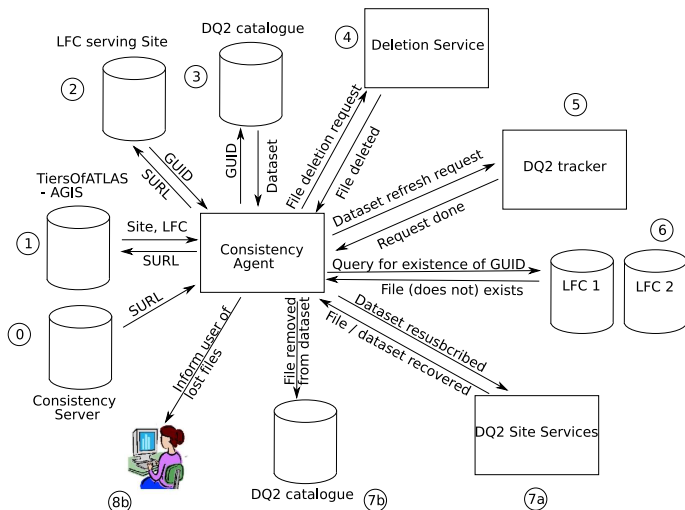 LFC serving Site
2
DQ2 catalogue
3
4
Deletion Service
5
DQ2 tracker
6
LFC 1
LFC 2
TiersOfATLAS
- AGIS
1
Site, LFC
SURL
GUID
SURL
GUID
Dataset
File deletion request
File deleted
Dataset refresh request
Request done
Consistency
Agent
Query for existence of GUID
File (does not) exists
0
SURL
Consistency
Server
Inform user of
lost files
File removed
from dataset
Dataset resusbcribed
File / dataset recovered
DQ2 Site Services
8b
DQ2 catalogue
7b
7a